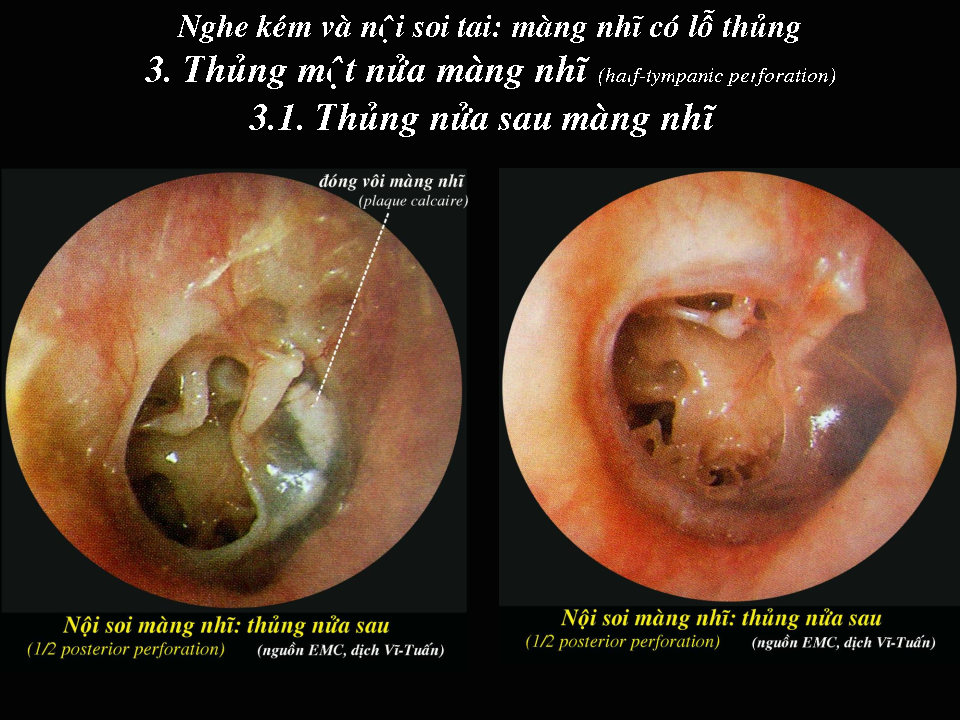 Nghe kém và nội soi tai: màng nhĩ có lỗ thủng
3. Thủng một nửa màng nhĩ (half-tympanic perforation)
3.1. Thủng nửa sau màng nhĩ
đóng vôi màng nhĩ
(plaque calcaire)
Nội soi màng nhĩ: thủng nửa sau
(1/2 posterior perforation) (nguồn EMC, dịch Vĩ-Tuấn)
Nội soi màng nhĩ: thủng nửa sau
(1/2 posterior perforation) (nguồn EMC, dịch Vĩ-Tuấn)